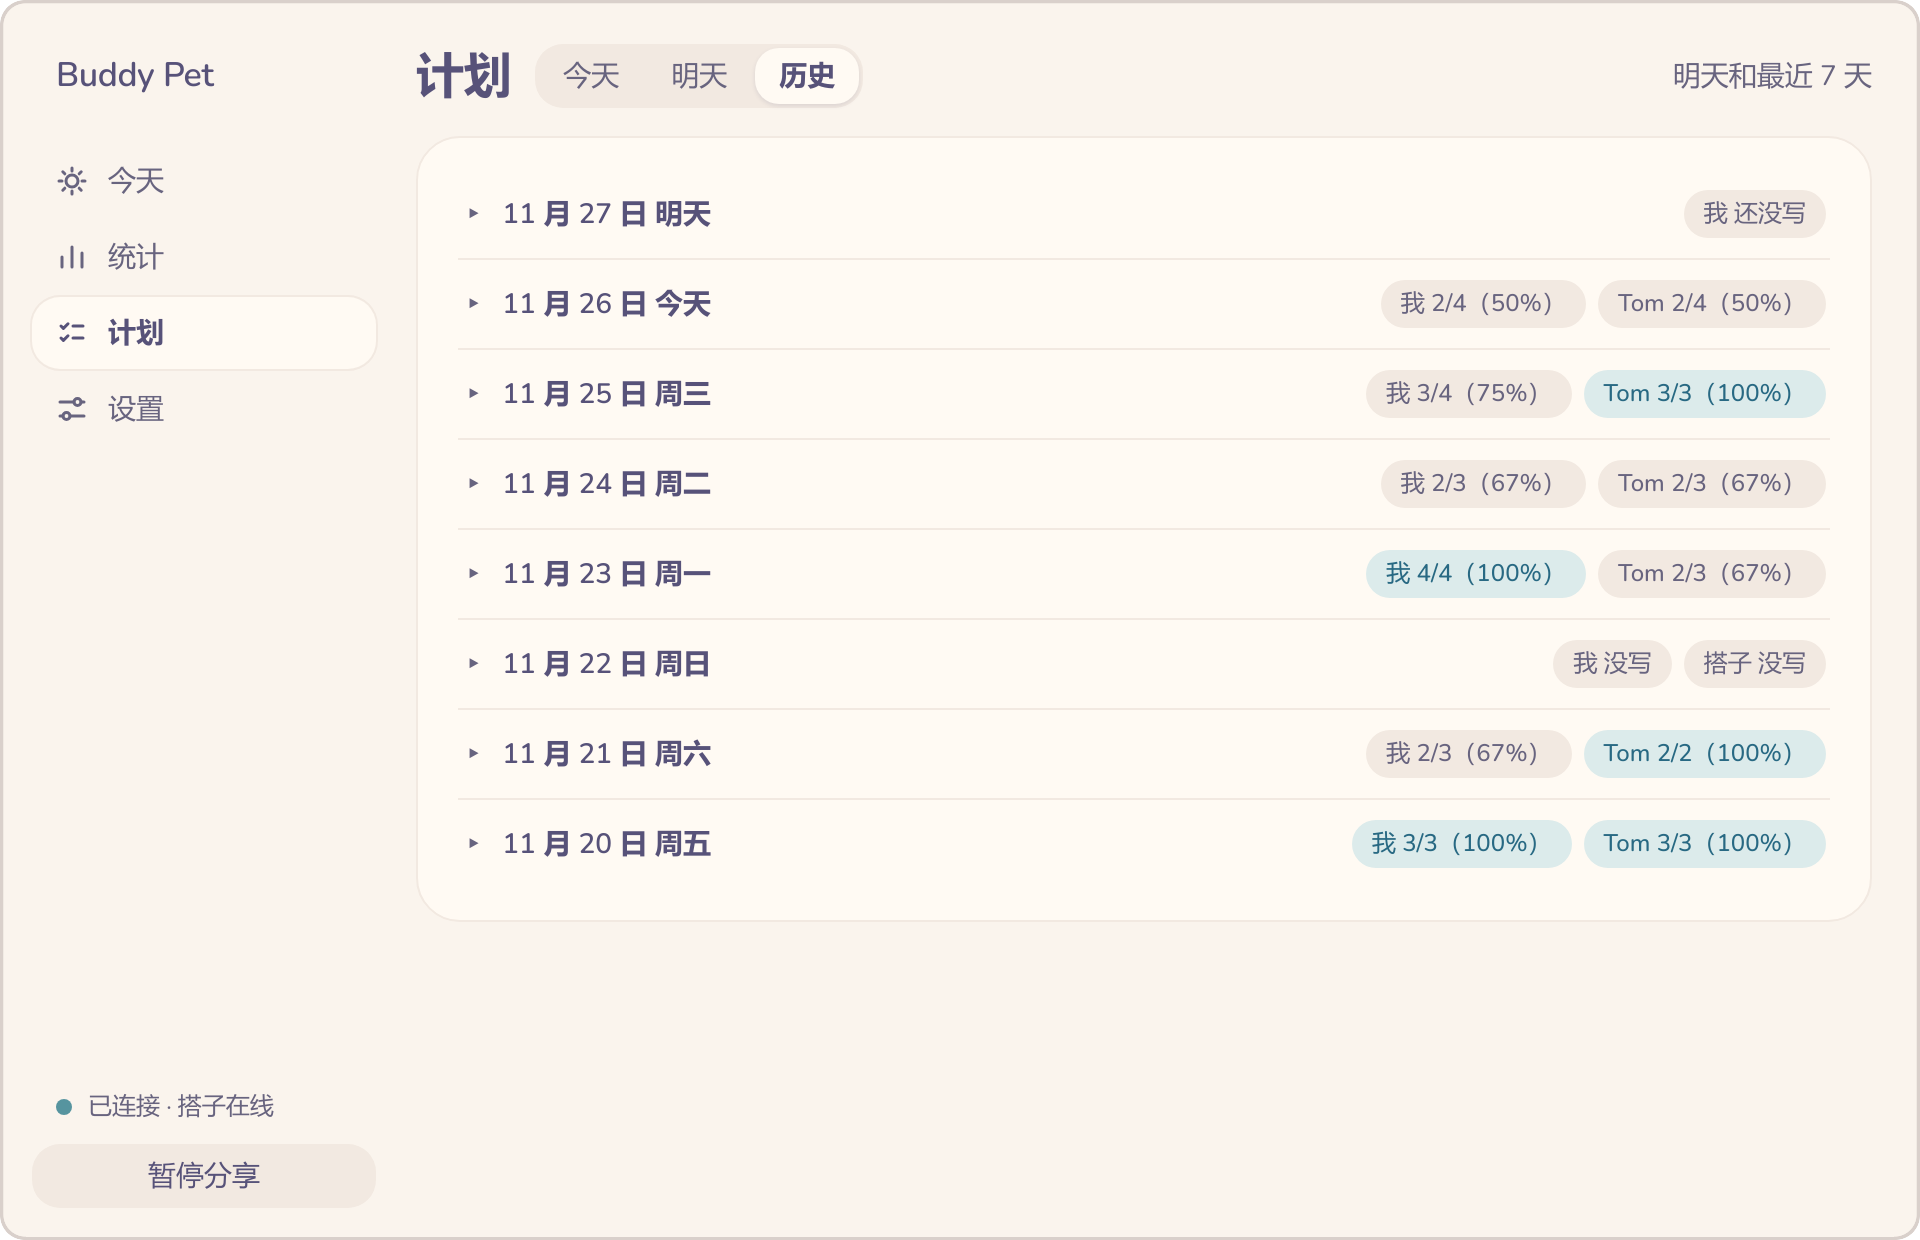 Buddy Pet
今天
统计
计划
设置
已连接 · 搭子在线
暂停分享
计划 今天 明天 历史 明天和最近 7 天
11 月 27 日 明天 我 还没写
11 月 26 日 今天 我 2/4（50%） Tom 2/4（50%）
11 月 25 日 周三 我 3/4（75%） Tom 3/3（100%）
11 月 24 日 周二 我 2/3（67%） Tom 2/3（67%）
11 月 23 日 周一 我 4/4（100%） Tom 2/3（67%）
11 月 22 日 周日 我 没写 搭子 没写
11 月 21 日 周六 我 2/3（67%） Tom 2/2（100%）
11 月 20 日 周五 我 3/3（100%） Tom 3/3（100%）